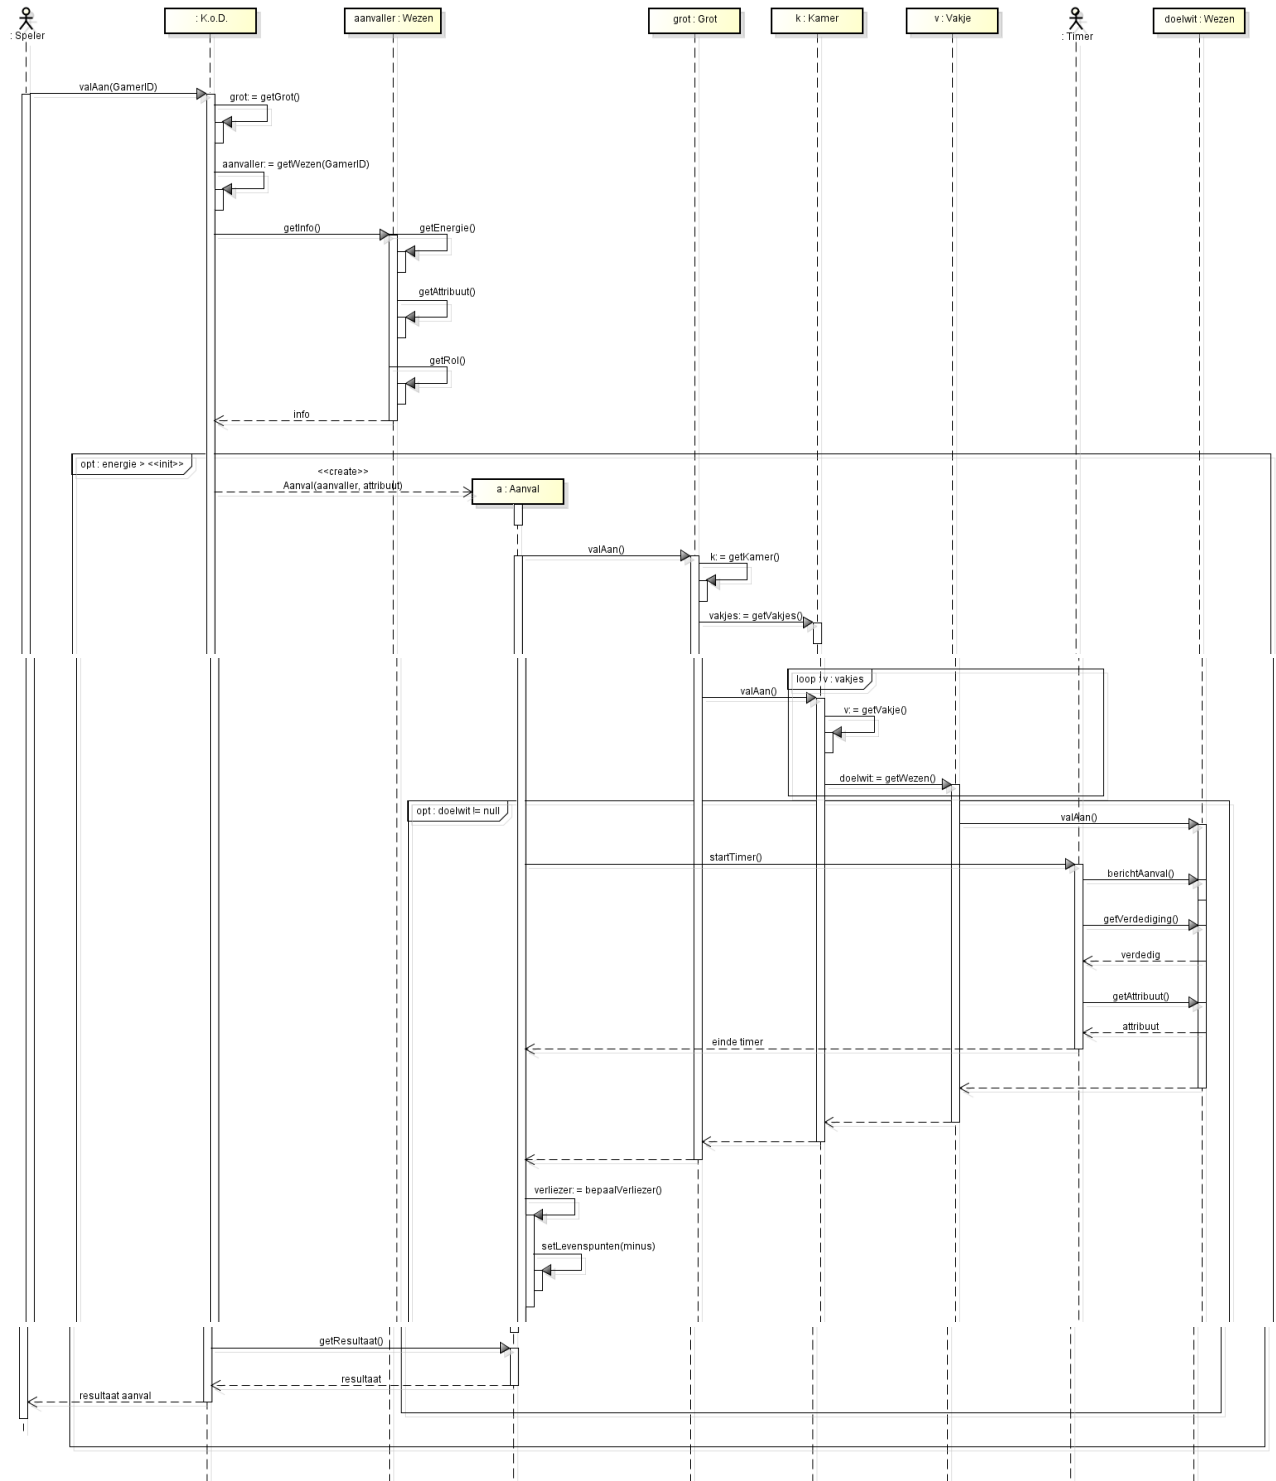 : Speler
: K.o.D.
aanvaller : Wezen
grot : Grot
k : Kamer
v : Vakje
: Timer
doelwit : Wezen
valAan(GamerID)
grot: = getGrot()
aanvaller: = getWezen(GamerID)
getInfo()
getEnergie()
getAttribuut()
getRol()
info
opt : energie > <<init>>
<<create>>
Aanval(aanvaller, attribuut)
a : Aanval
valAan()
k: = getKamer()
vakjes: = getVakjes()
loop : v : vakjes
valAan()
v: = getVakje()
doelwit: = getWezen()
opt : doelwit != null
valAan()
startTimer()
berichtAanval()
getVerdediging()
verdedig
getAttribuut()
attribuut
einde timer
verliezer: = bepaalVerliezer()
setLevenspunten(minus)
getResultaat()
resultaat
resultaat aanval